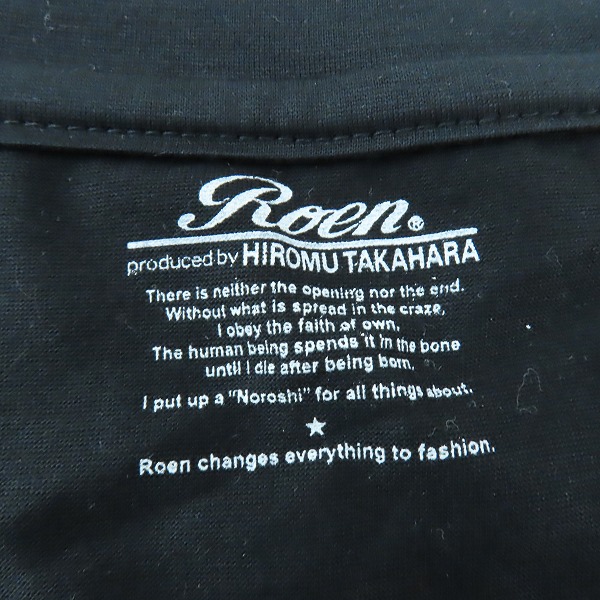 Roen®
produced by HIROMU TAKAHARA
There is neither the opening nor the end.
Without what is spread in the craze,
I obey the faith of own.
The human being spends it in the bone
until I die after being born.
I put up a "Noroshi" for all things about.
★
Roen changes everything to fashion.